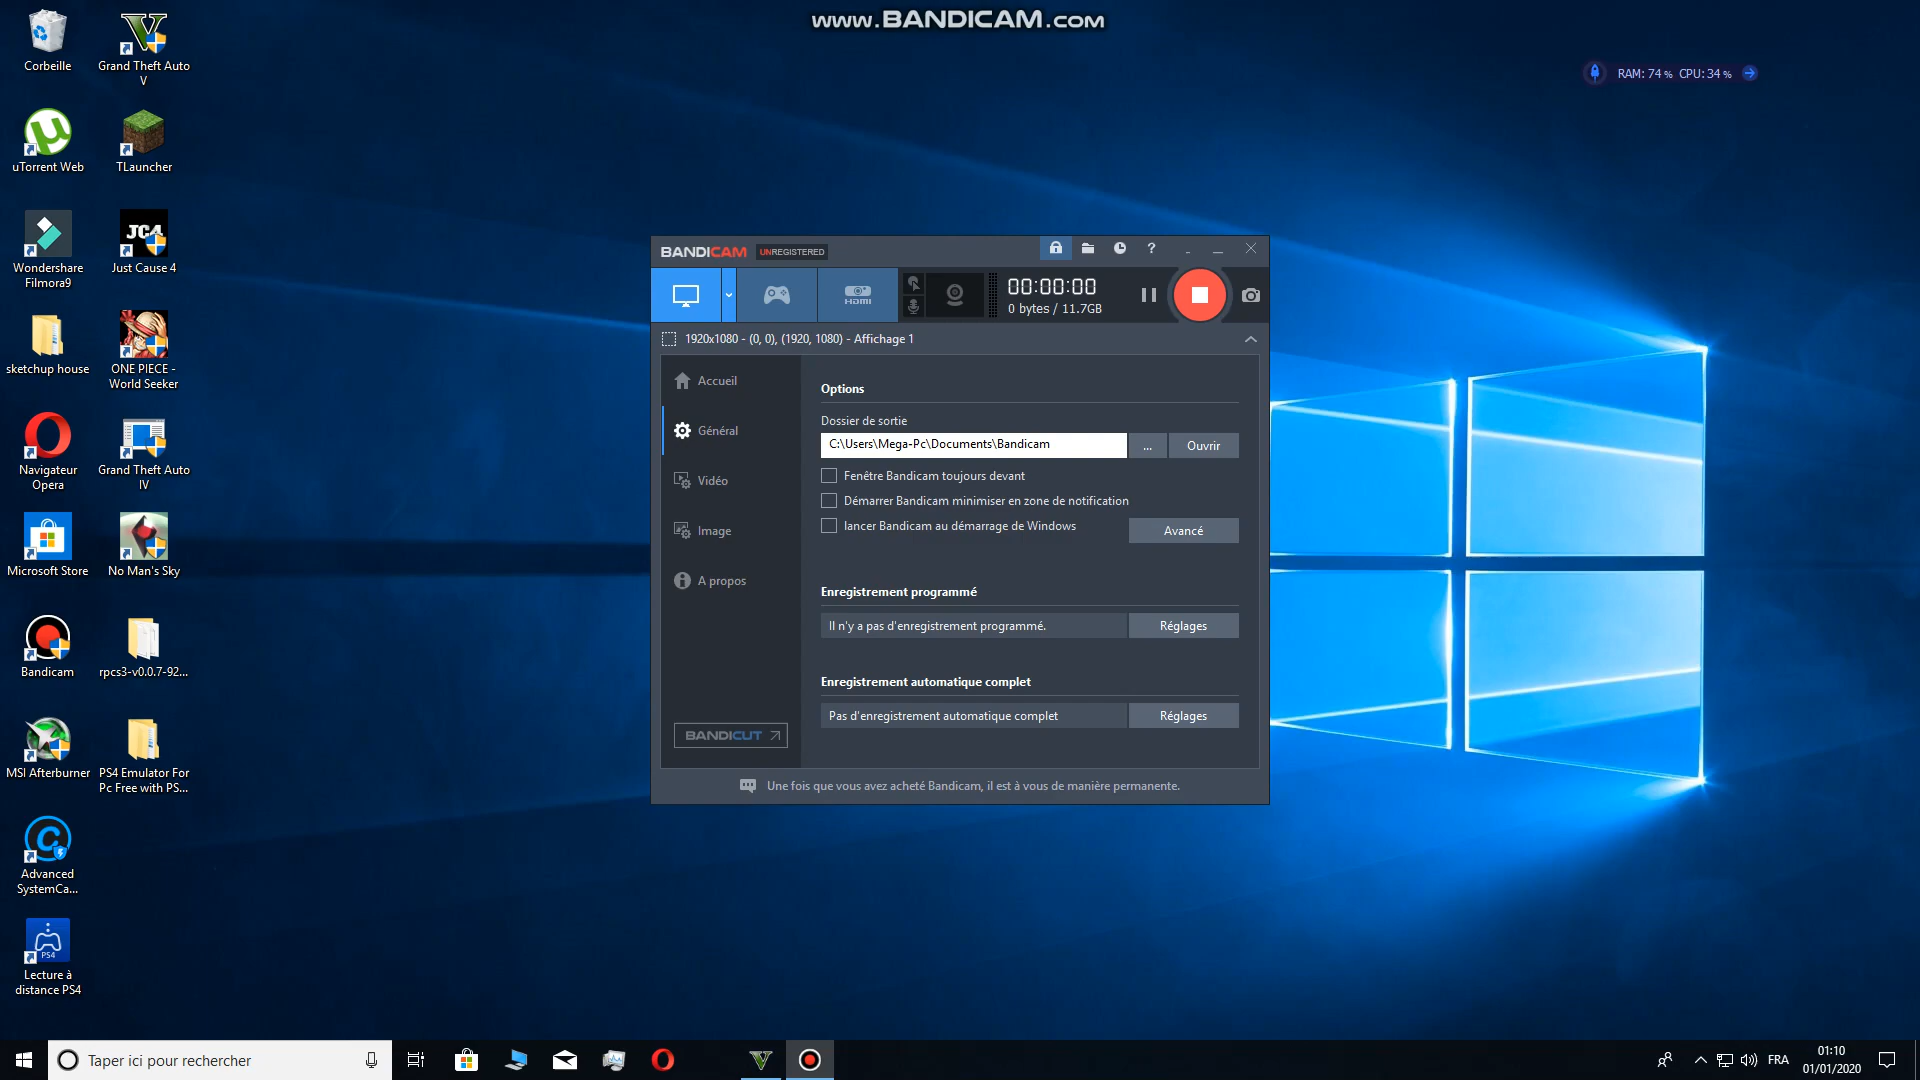 www.BANDICAM.com
Corbeille
Grand Theft Auto
V
RAM: 74 % CPU: 34 %
uTorrent Web
TLauncher
Wondershare
Filmora9
JC4
Just Cause 4
sketchup house
ONE PIECE -
World Seeker
Navigateur
Opera
Grand Theft Auto
IV
Microsoft Store
No Man's Sky
Bandicam
rpcs3-v0.0.7-92...
MSI Afterburner
PS4 Emulator For
Pc Free with PS...
Advanced
SystemCa...
PS4
Lecture à
distance PS4
BANDICAM UNREGISTERED
?
HDMI
00:00:00
0 bytes / 11.7GB
1920x1080 - (0, 0), (1920, 1080) - Affichage 1
Accueil
Général
Vidéo
Image
A propos
BANDICUT
Options
Dossier de sortie
C:\Users\Mega-Pc\Documents\Bandicam
...
Ouvrir
Fenêtre Bandicam toujours devant
Démarrer Bandicam minimiser en zone de notification
lancer Bandicam au démarrage de Windows
Avancé
Enregistrement programmé
Il n'y a pas d'enregistrement programmé.
Réglages
Enregistrement automatique complet
Pas d'enregistrement automatique complet
Réglages
Une fois que vous avez acheté Bandicam, il est à vous de manière permanente.
Taper ici pour rechercher
FRA
01:10
01/01/2020